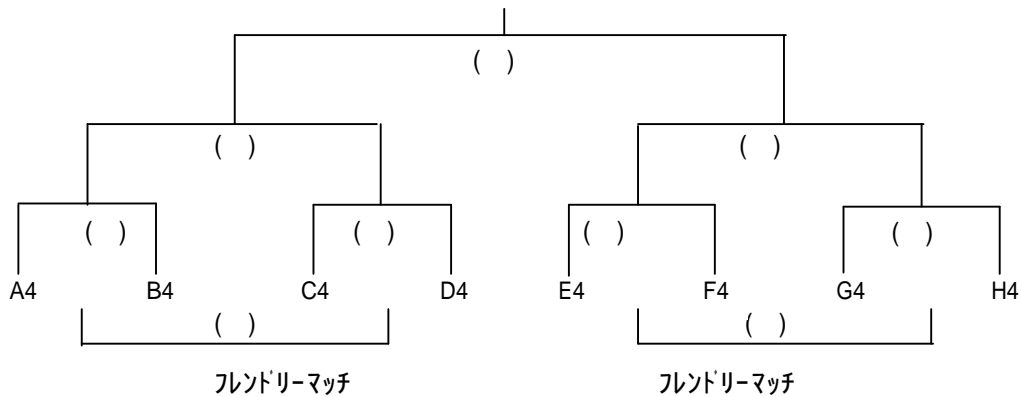 ( )
( ) ( )
( ) ( ) ( ) ( )
A4 B4 C4 D4 E4 F4 G4 H4
( ) ( )
ﾌﾚﾝﾄﾞﾘｰﾏｯﾁ ﾌﾚﾝﾄﾞﾘｰﾏｯﾁ